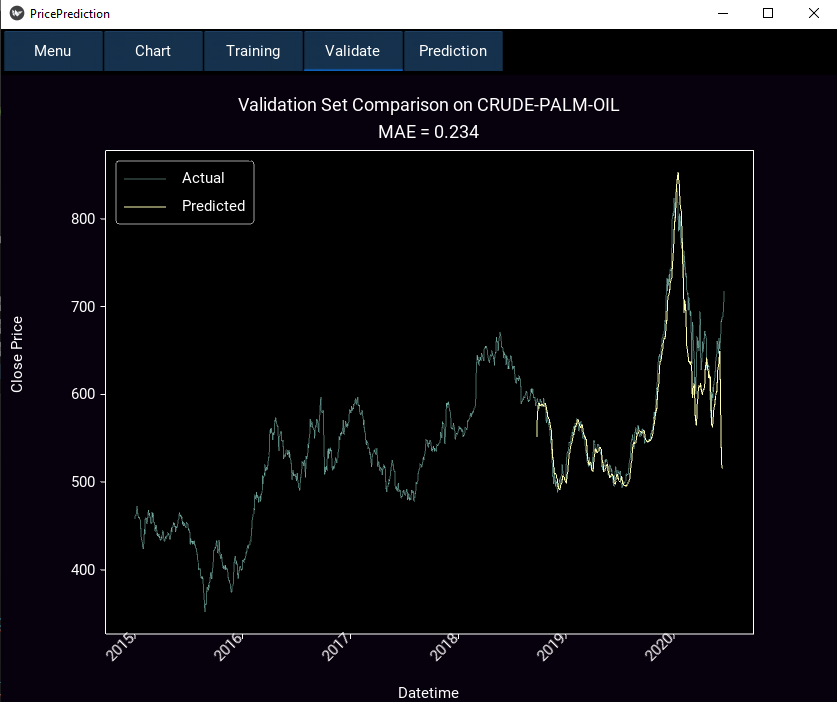 PricePrediction
Menu Chart Training Validate Prediction
Validation Set Comparison on CRUDE-PALM-OIL
MAE = 0.234
Actual
Predicted
800
700
600
500
400
Close Price
2015 2016 2017 2018 2019 2020
Datetime